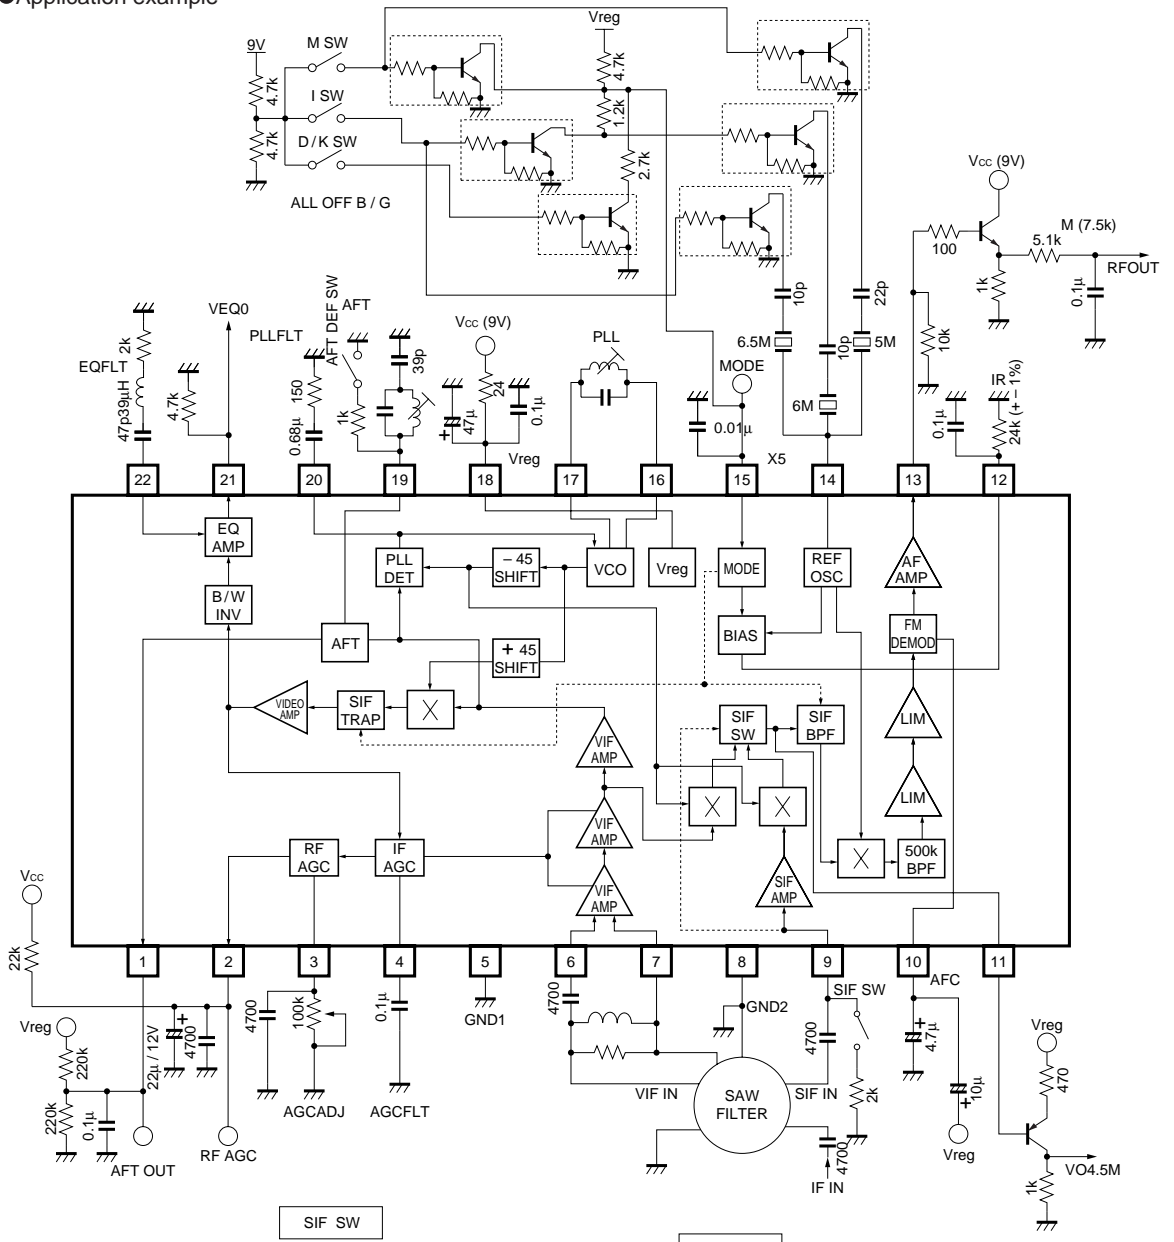 ●Application example
9V
M SW
I SW
D / K SW
ALL OFF B / G
4.7k
4.7k
Vreg
4.7k
1.2k
2.7k
10p
22p
6.5M
5M
10p
6M
Vcc (9V)
100
5.1k
M (7.5k)
RFOUT
1k
0.1μ
10k
IR
24k (+ − 1%)
0.1μ
EQFLT
2k
47p39μH
VEQ0
4.7k
PLLFLT
150
0.68μ
AFT DEF SW
AFT
1k
39p
Vcc (9V)
24
47μ
0.1μ
Vreg
PLL
MODE
0.01μ
X5
22
21
20
19
18
17
16
15
14
13
12
EQ AMP
B / W INV
PLL DET
− 45 SHIFT
VCO
Vreg
MODE
REF OSC
AF AMP
AFT
+ 45 SHIFT
BIAS
FM DEMOD
VIDEO AMP
SIF TRAP
X
VIF AMP
SIF SW
SIF BPF
LIM
X
X
LIM
VIF AMP
RF AGC
IF AGC
VIF AMP
SIF AMP
X
500k BPF
1
2
3
4
5
6
7
8
9
10
11
Vcc
22k
Vreg
220k
220k
0.1μ
22μ / 12V
4700
AFT OUT
RF AGC
4700
100k
AGCADJ
0.1μ
AGCFLT
GND1
4700
VIF IN
SAW FILTER
GND2
4700
SIF IN
SIF SW
2k
4700
IF IN
AFC
4.7μ
10μ
Vreg
Vreg
470
VO4.5M
1k
SIF SW